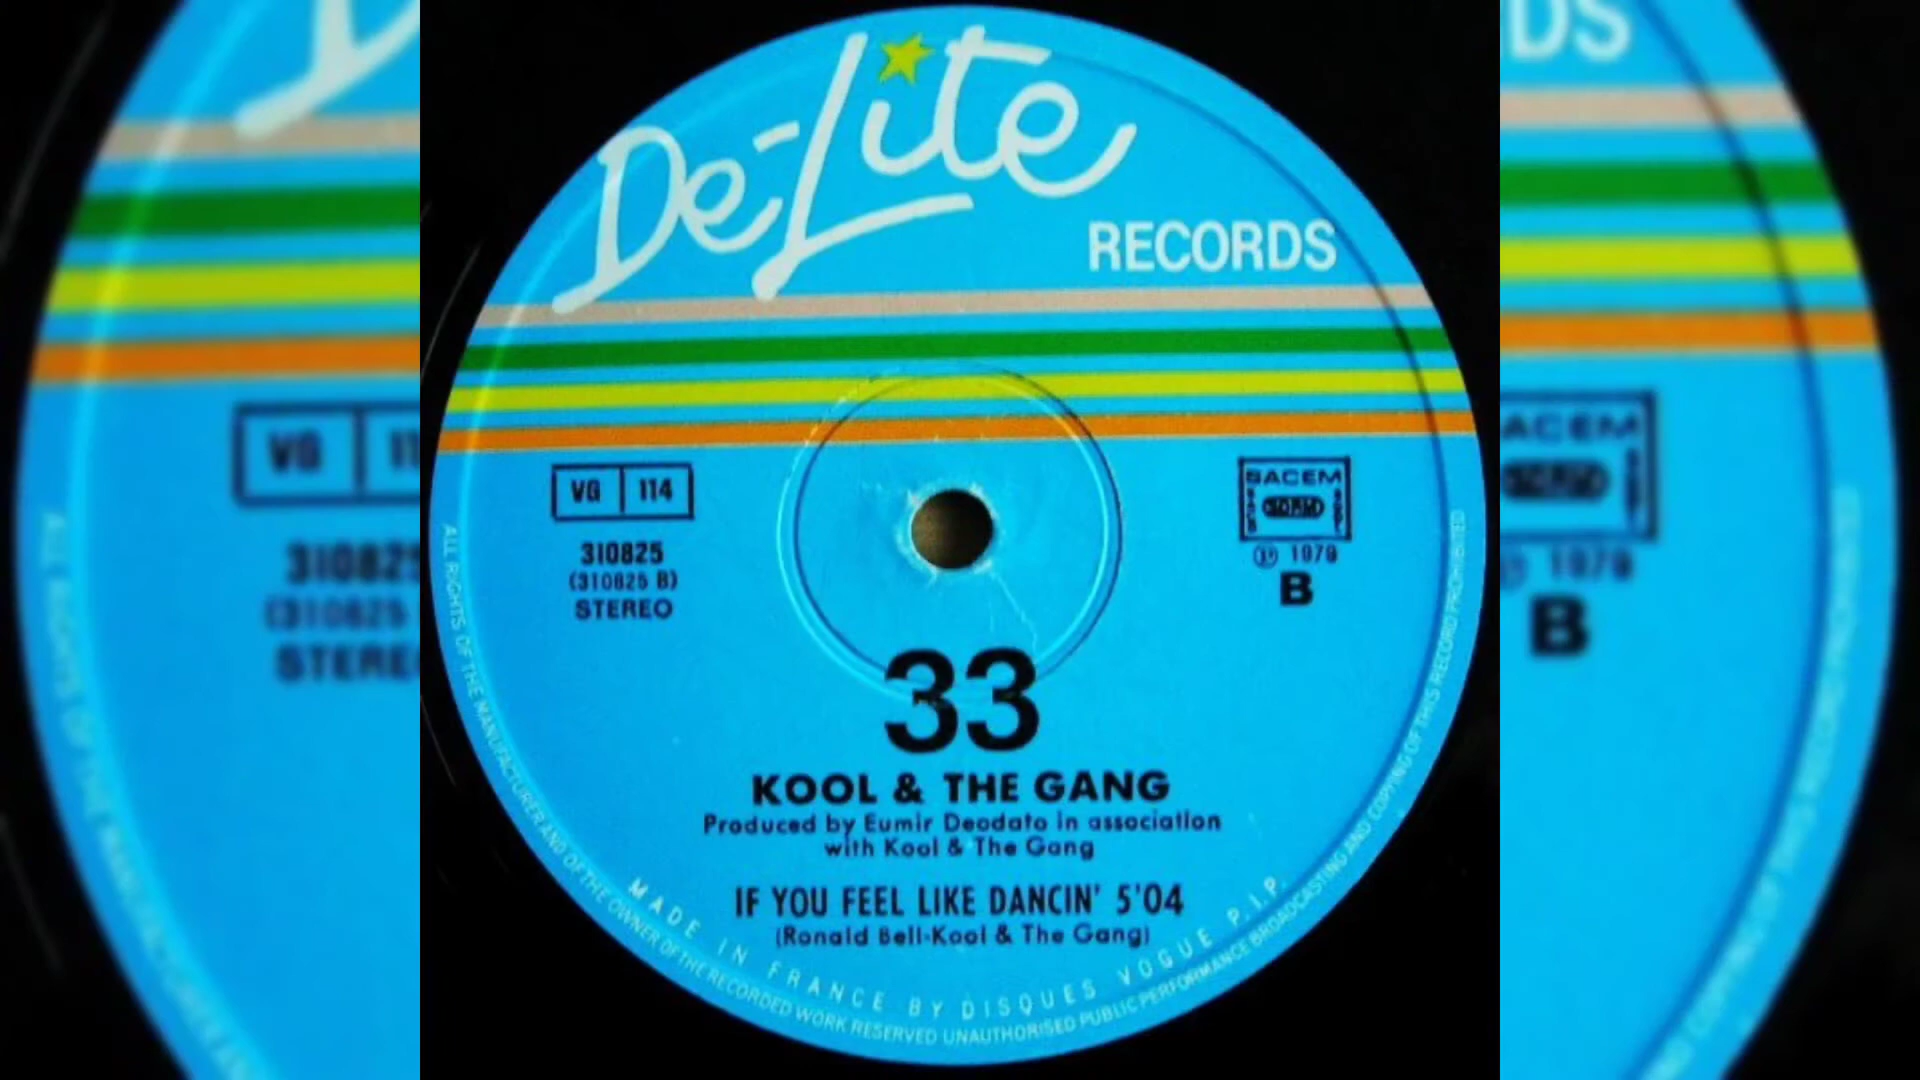 De-Lite
RECORDS
VG 114
310825
(310825 B)
STEREO
SACEM
℗ 1979
B
33
KOOL & THE GANG
Produced by Eumir Deodato in association
with Kool & The Gang
IF YOU FEEL LIKE DANCIN' 5'04
(Ronald Bell-Kool & The Gang)
MADE IN FRANCE BY DISQUES VOGUE P.I.P.
ALL RIGHTS OF THE MANUFACTURER AND OF THE OWNER OF THE RECORDED WORK RESERVED UNAUTHORISED PUBLIC PERFORMANCE BROADCASTING AND COPYING OF THIS RECORD PROHIBITED